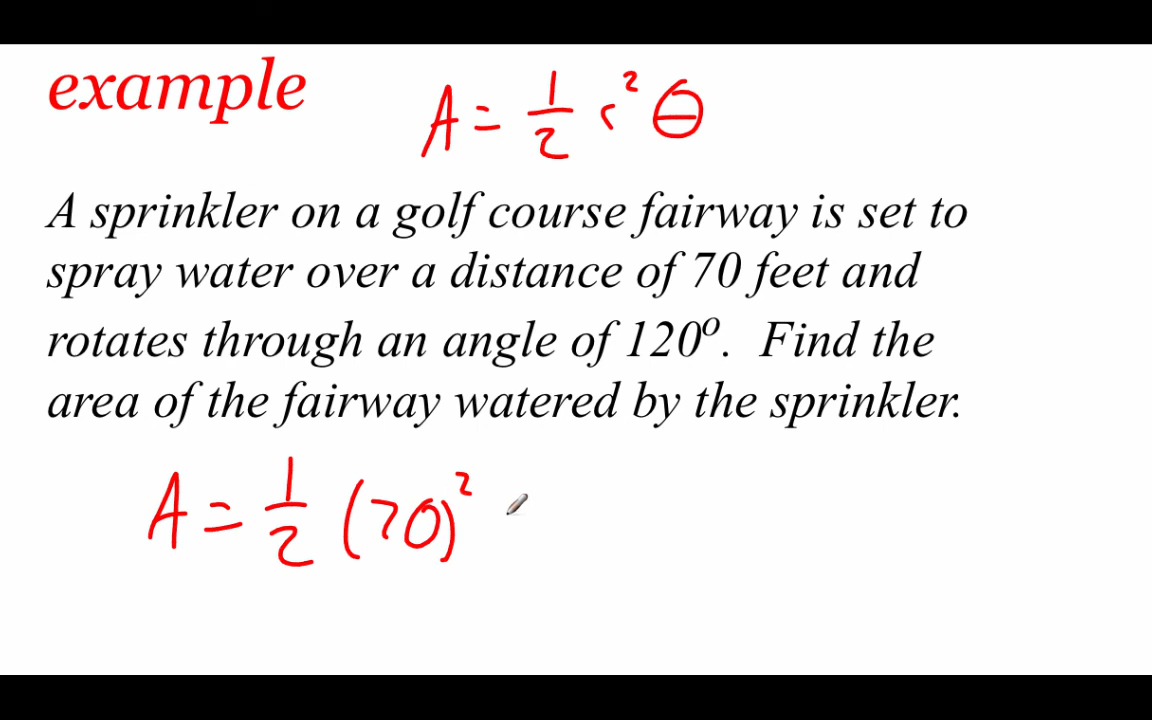 example
A = 1/2 r² θ
A sprinkler on a golf course fairway is set to
spray water over a distance of 70 feet and
rotates through an angle of 120º. Find the
area of the fairway watered by the sprinkler.
A = 1/2 (70)²